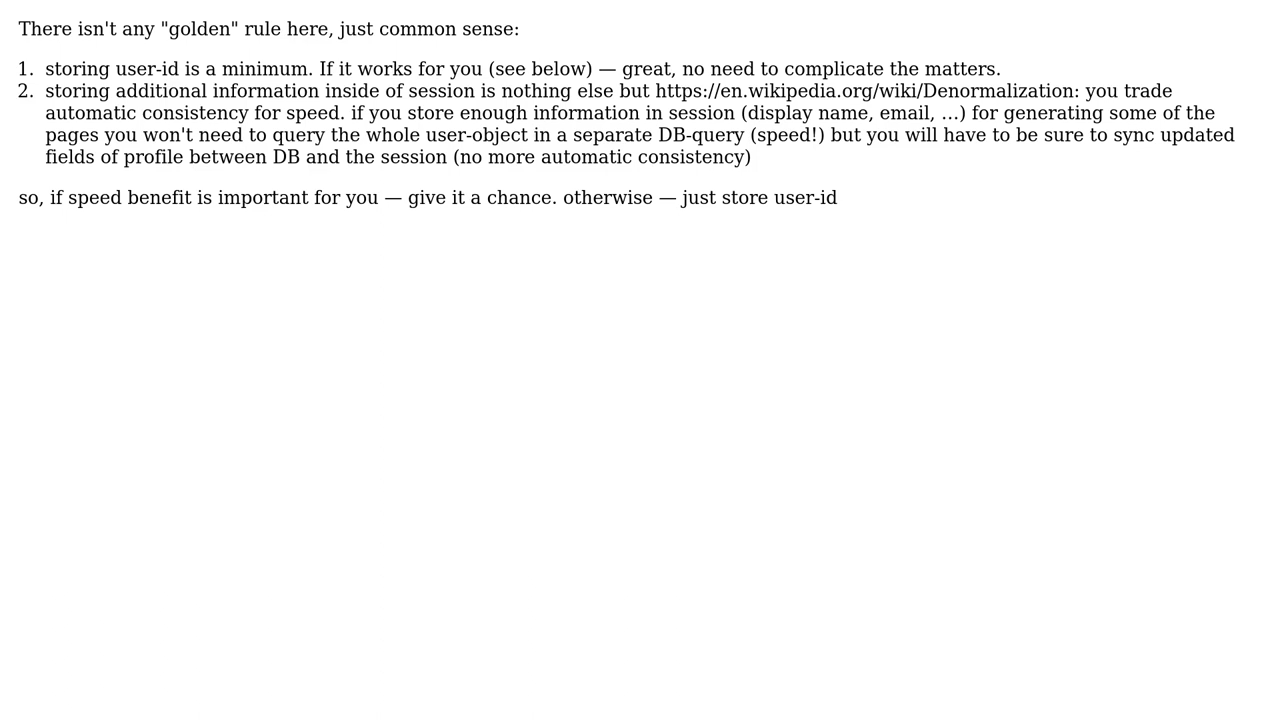 There isn't any "golden" rule here, just common sense:
1. storing user-id is a minimum. If it works for you (see below) — great, no need to complicate the matters.
2. storing additional information inside of session is nothing else but https://en.wikipedia.org/wiki/Denormalization: you trade
automatic consistency for speed. if you store enough information in session (display name, email, ...) for generating some of the
pages you won't need to query the whole user-object in a separate DB-query (speed!) but you will have to be sure to sync updated
fields of profile between DB and the session (no more automatic consistency)
so, if speed benefit is important for you — give it a chance. otherwise — just store user-id